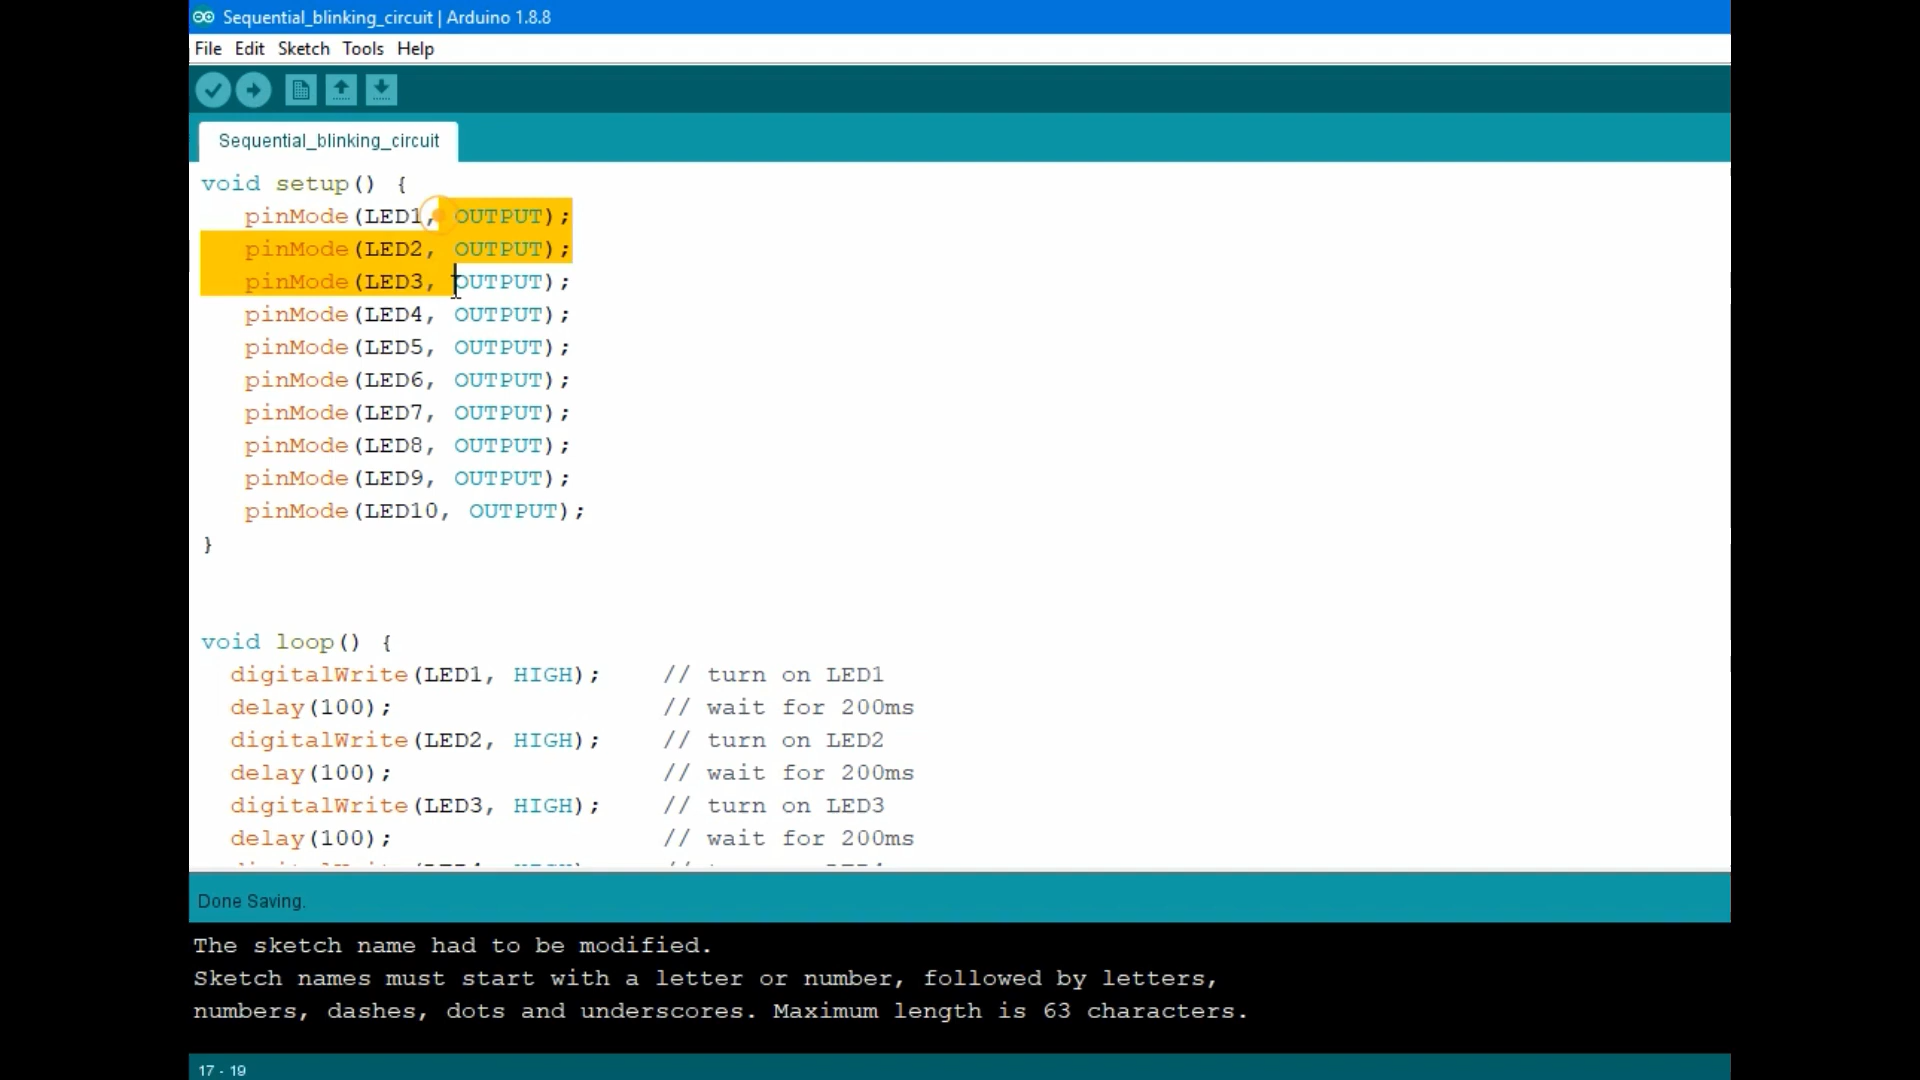 Sequential_blinking_circuit | Arduino 1.8.8
File Edit Sketch Tools Help
Sequential_blinking_circuit
void setup() {
pinMode(LED1, OUTPUT);
pinMode(LED2, OUTPUT);
pinMode(LED3, OUTPUT);
pinMode(LED4, OUTPUT);
pinMode(LED5, OUTPUT);
pinMode(LED6, OUTPUT);
pinMode(LED7, OUTPUT);
pinMode(LED8, OUTPUT);
pinMode(LED9, OUTPUT);
pinMode(LED10, OUTPUT);
}
void loop() {
digitalWrite(LED1, HIGH); // turn on LED1
delay(100); // wait for 200ms
digitalWrite(LED2, HIGH); // turn on LED2
delay(100); // wait for 200ms
digitalWrite(LED3, HIGH); // turn on LED3
delay(100); // wait for 200ms
Done Saving.
The sketch name had to be modified.
Sketch names must start with a letter or number, followed by letters,
numbers, dashes, dots and underscores. Maximum length is 63 characters.
17 - 19